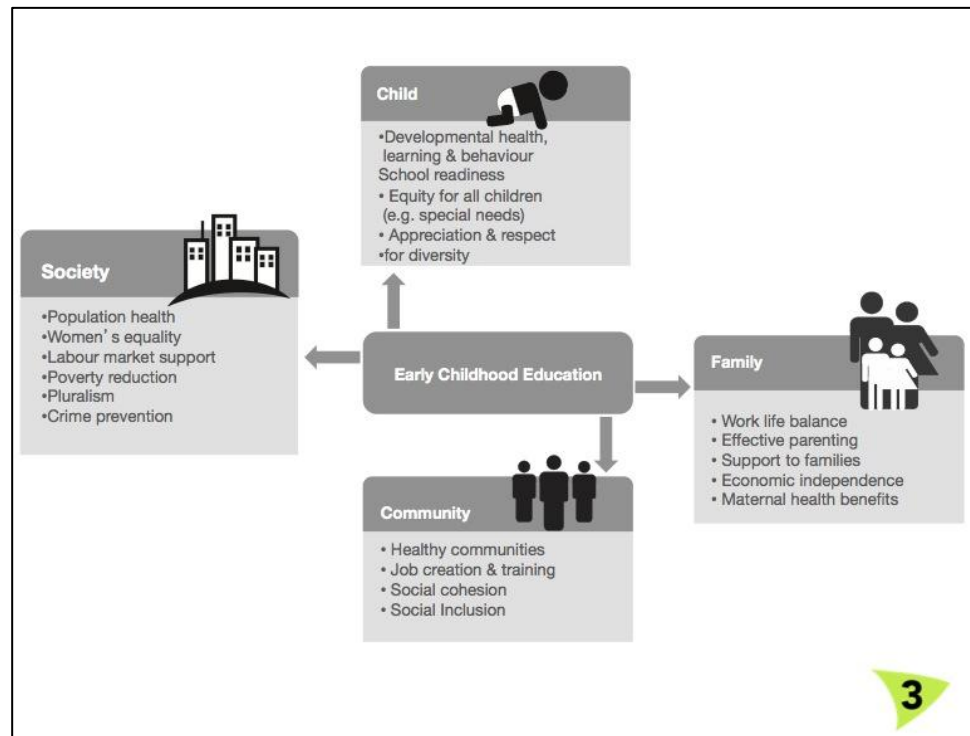 Child
•Developmental health,
learning & behaviour
School readiness
• Equity for all children
(e.g. special needs)
• Appreciation & respect
•for diversity
Society
•Population health
•Women's equality
•Labour market support
•Poverty reduction
•Pluralism
•Crime prevention
Early Childhood Education
Family
• Work life balance
• Effective parenting
• Support to families
• Economic independence
• Maternal health benefits
Community
• Healthy communities
• Job creation & training
• Social cohesion
• Social Inclusion
3